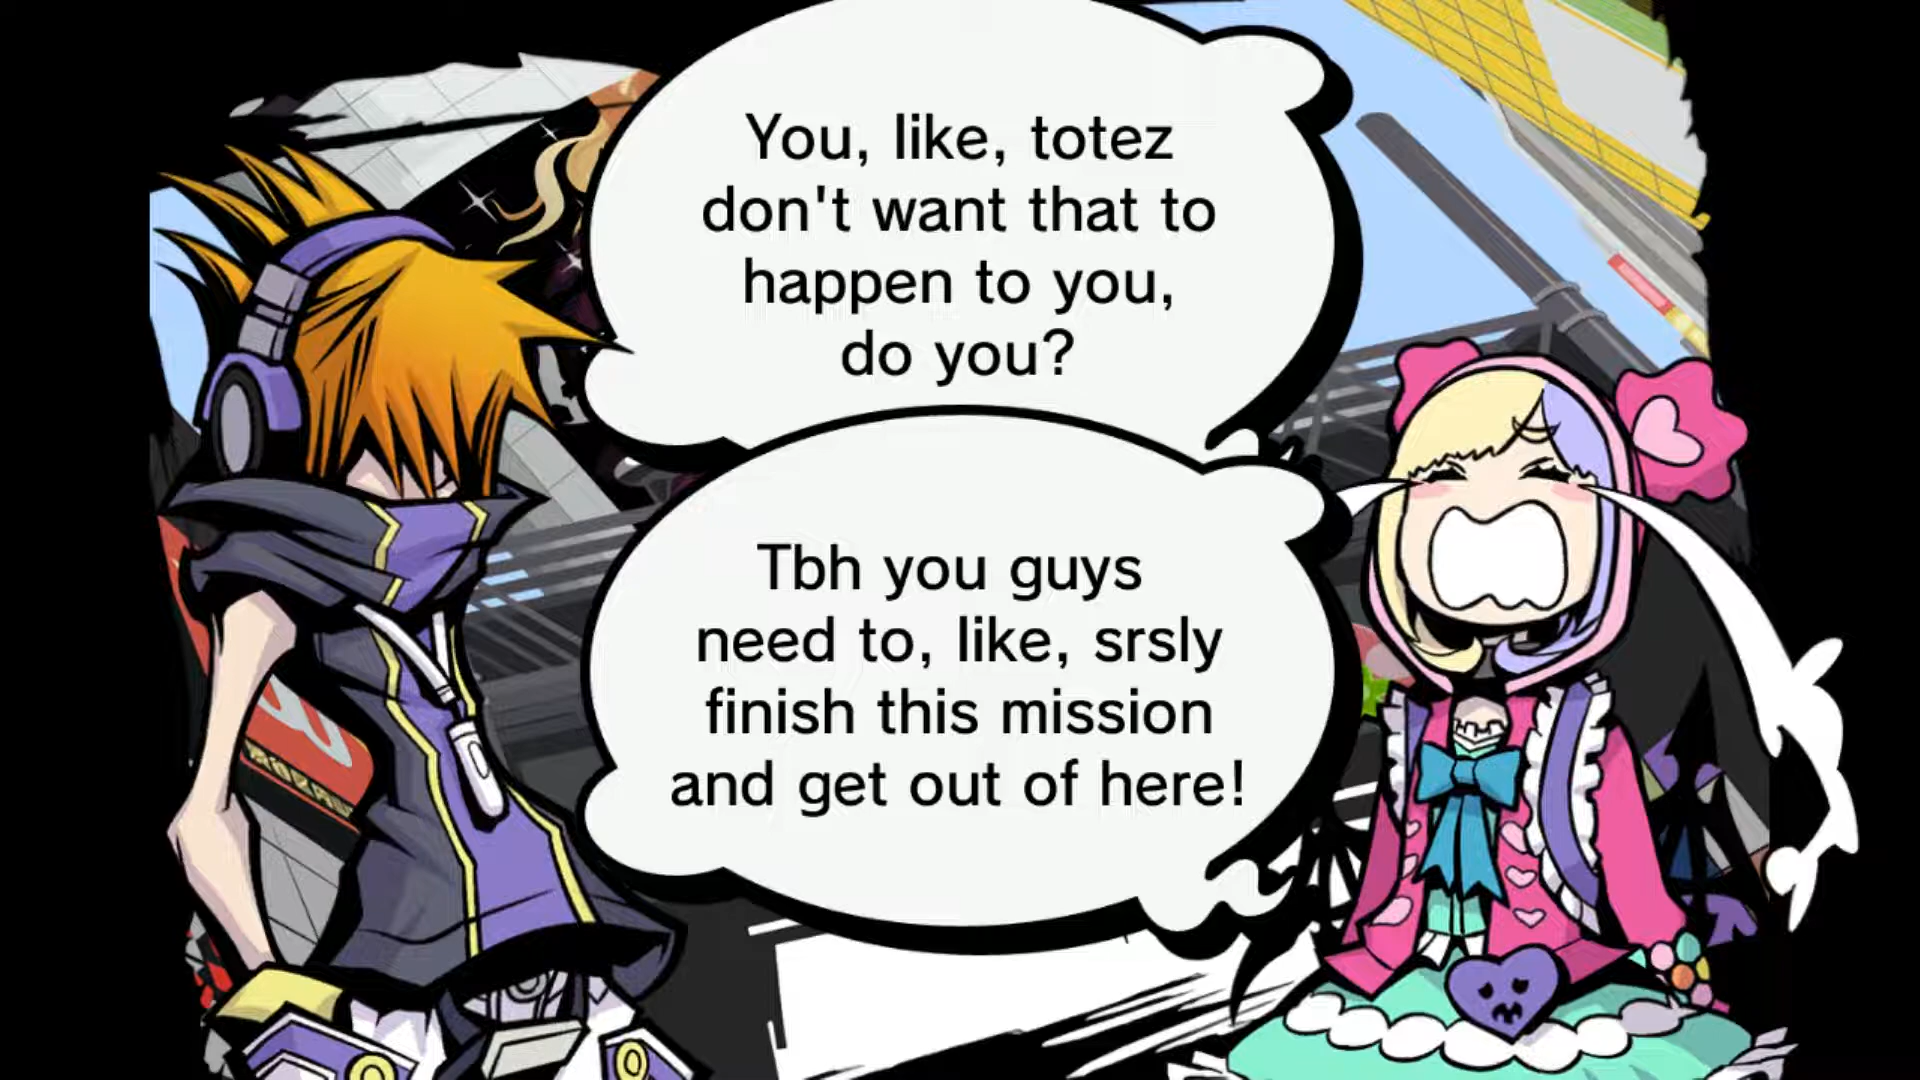 You, like, totez
don't want that to
happen to you,
do you?
Tbh you guys
need to, like, srsly
finish this mission
and get out of here!